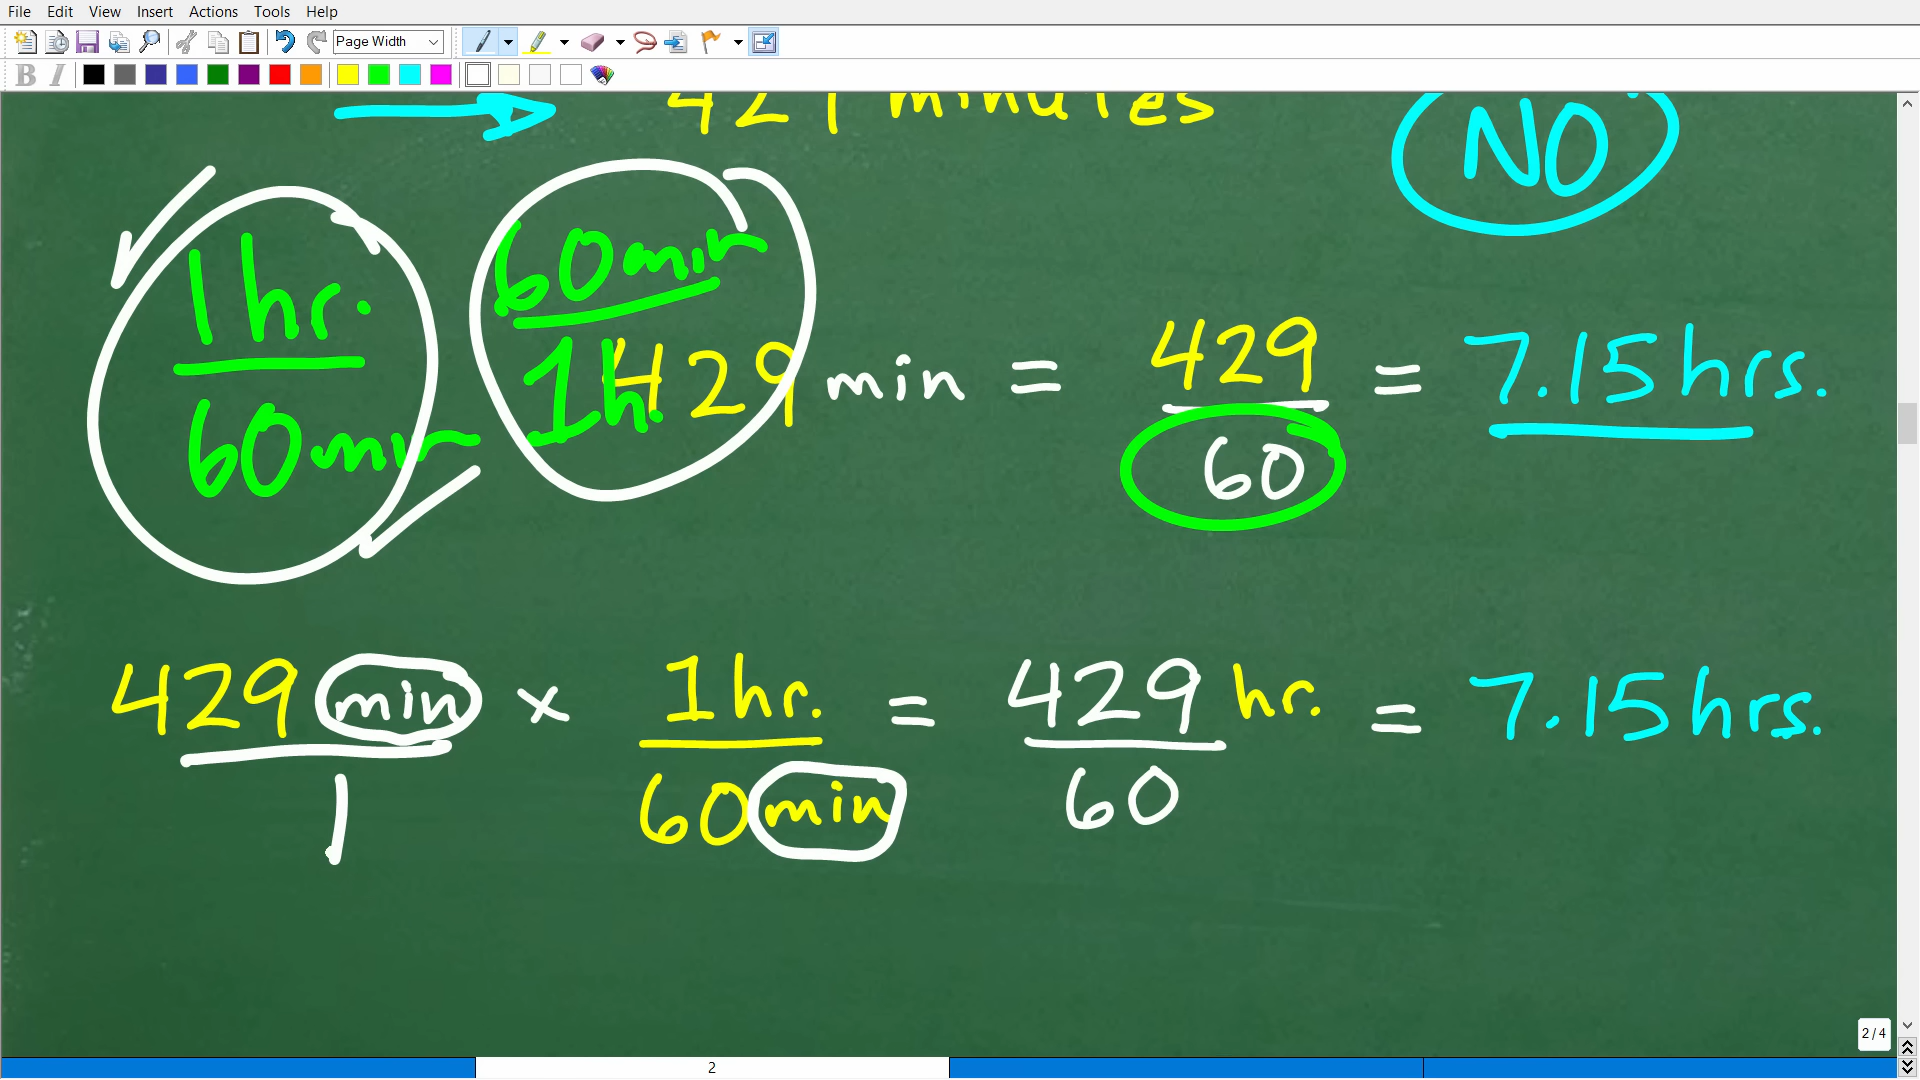 File Edit View Insert Actions Tools Help
Page Width
B I
429 minutes
NO
1 hr.
60 min
60 min
1 h.
429 min = 429 = 7.15 hrs.
60
429 min × 1 hr. = 429 hr. = 7.15 hrs.
1 60 min 60
2 / 4
2